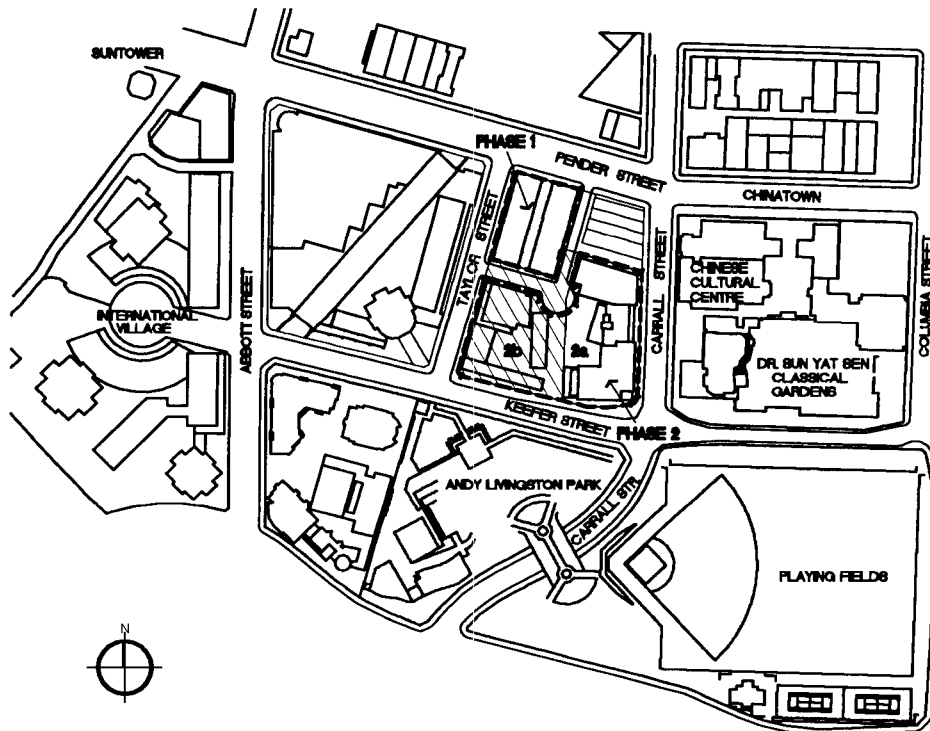 SUNTOWER
PHASE 1
PENDER STREET
CHINATOWN
TAYLOR STREET
CARRALL STREET
COLUMBIA STREET
CHINESE
CULTURAL
CENTRE
INTERNATIONAL
VILLAGE
ABBOTT STREET
2b
2a
DR. SUN YAT SEN
CLASSICAL
GARDENS
KEEFER STREET
PHASE 2
ANDY LIVINGSTON PARK
CARRALL STR.
PLAYING FIELDS
N